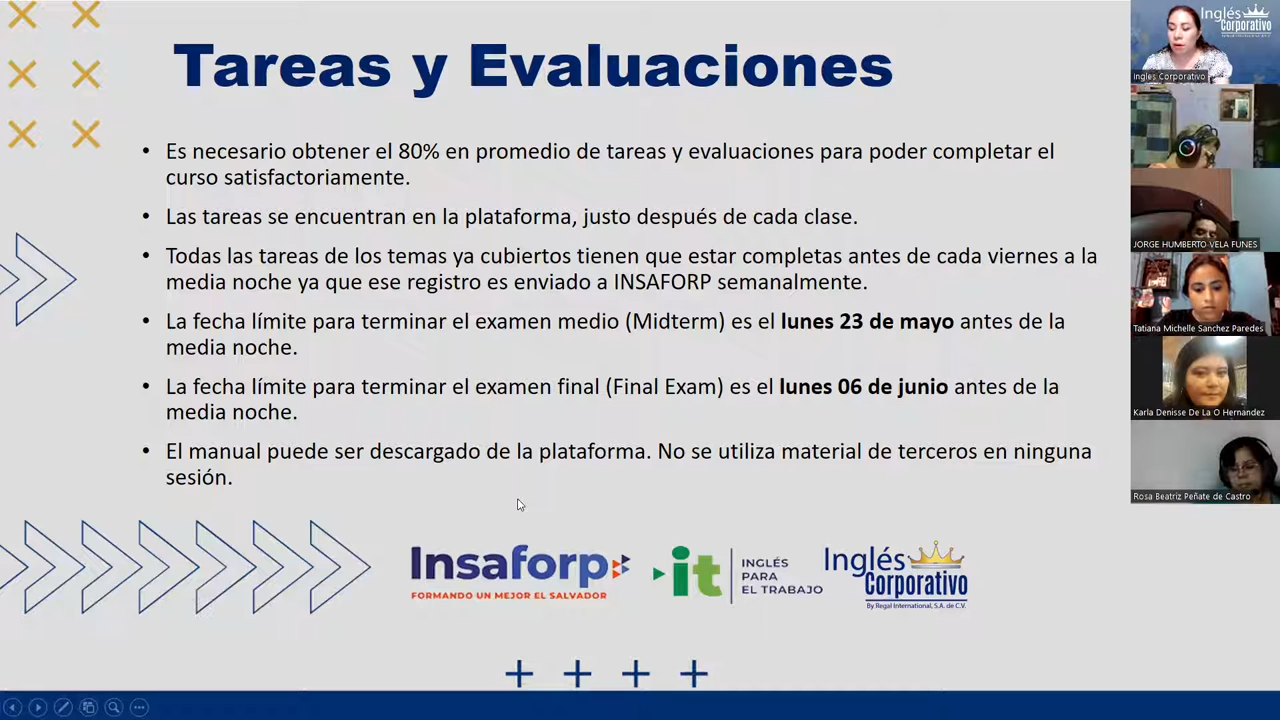 Tareas y Evaluaciones
• Es necesario obtener el 80% en promedio de tareas y evaluaciones para poder completar el
curso satisfactoriamente.
• Las tareas se encuentran en la plataforma, justo después de cada clase.
• Todas las tareas de los temas ya cubiertos tienen que estar completas antes de cada viernes a la
media noche ya que ese registro es enviado a INSAFORP semanalmente.
• La fecha límite para terminar el examen medio (Midterm) es el lunes 23 de mayo antes de la
media noche.
• La fecha límite para terminar el examen final (Final Exam) es el lunes 06 de junio antes de la
media noche.
• El manual puede ser descargado de la plataforma. No se utiliza material de terceros en ninguna
sesión.
Insaforp
FORMANDO UN MEJOR EL SALVADOR
it
INGLÉS
PARA
EL TRABAJO
Inglés
Corporativo
By Regal International, S.A. de C.V.
Inglés
Corporativo
Ingles Corporativo
JORGE HUMBERTO VELA FUNES
Tatiana Michelle Sanchez Paredes
Karla Denisse De La O Hernandez
Rosa Beatriz Peñate de Castro